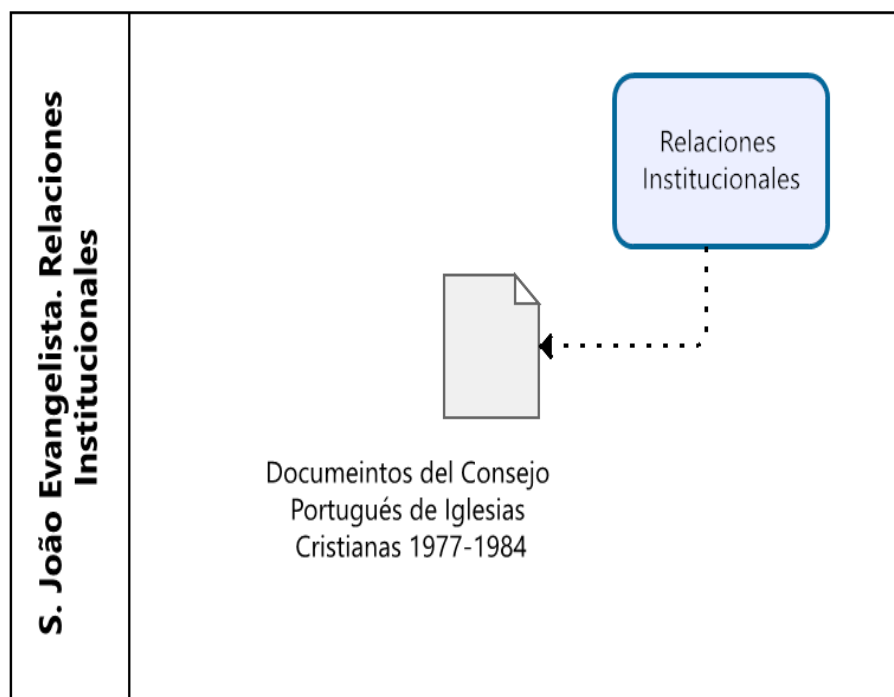 S. João Evangelista. Relaciones
Institucionales
Relaciones
Institucionales
Documeintos del Consejo
Portugués de Iglesias
Cristianas 1977-1984